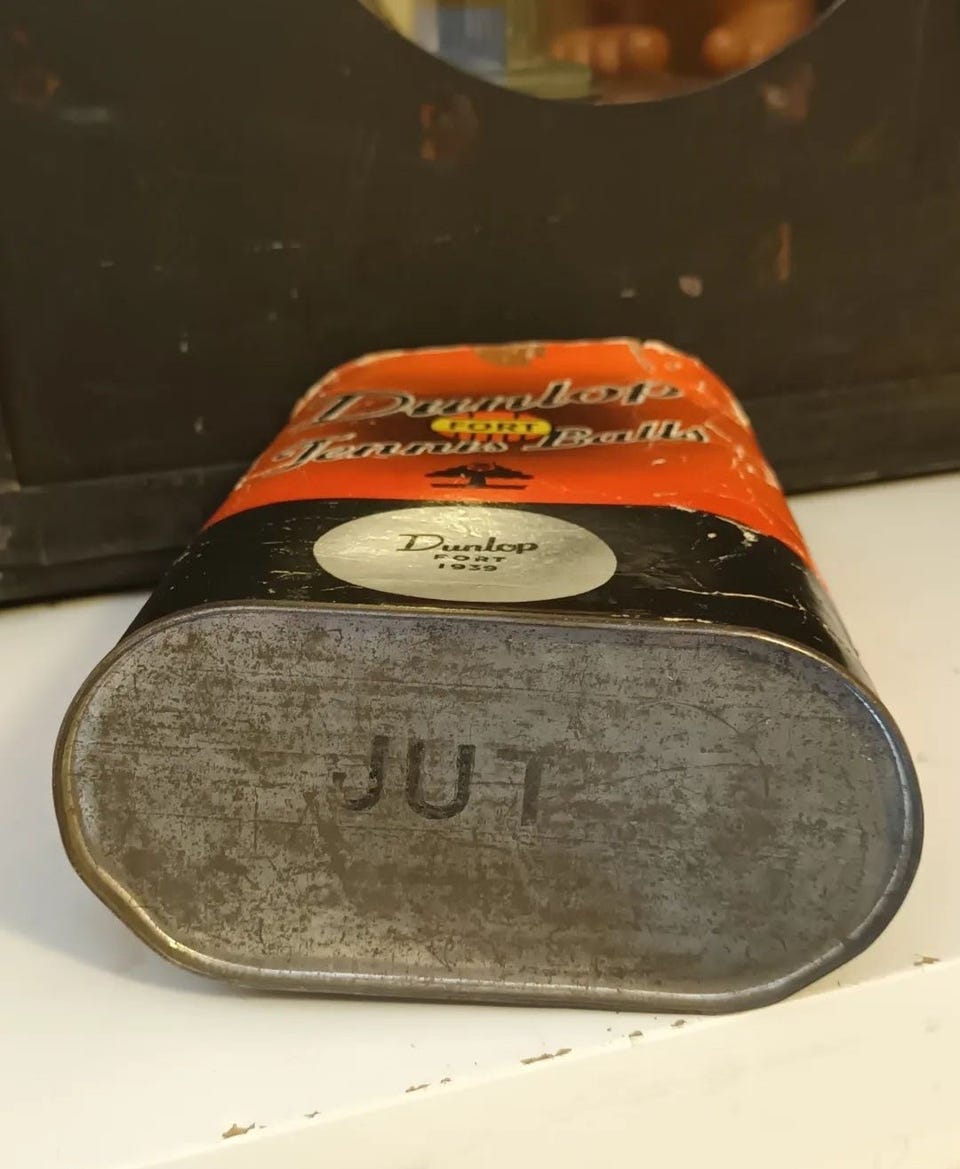 Dunlop
FORT
Tennis Balls
Dunlop
FORT
1939
JUT